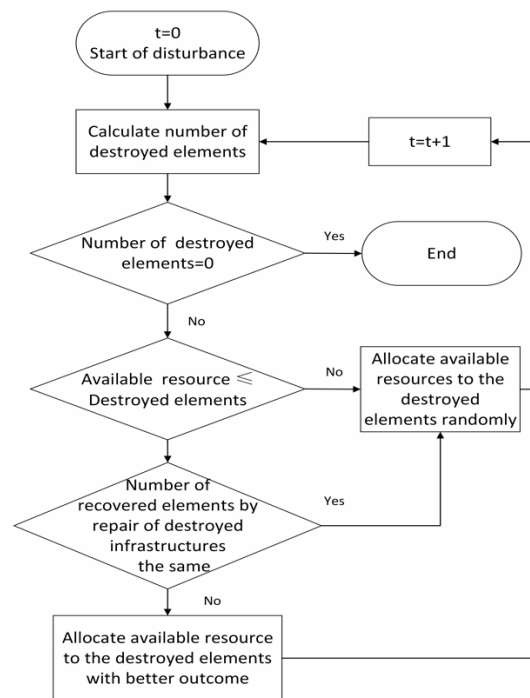 t=0
Start of disturbance
Calculate number of
destroyed elements
t=t+1
Number of destroyed
elements=0
Yes
End
No
Available resource ≤
Destroyed elements
No
Allocate available
resources to the
destroyed
elements randomly
Number of
recovered elements by
repair of destroyed
infrastructures
the same
Yes
No
Allocate available resource
to the destroyed elements
with better outcome